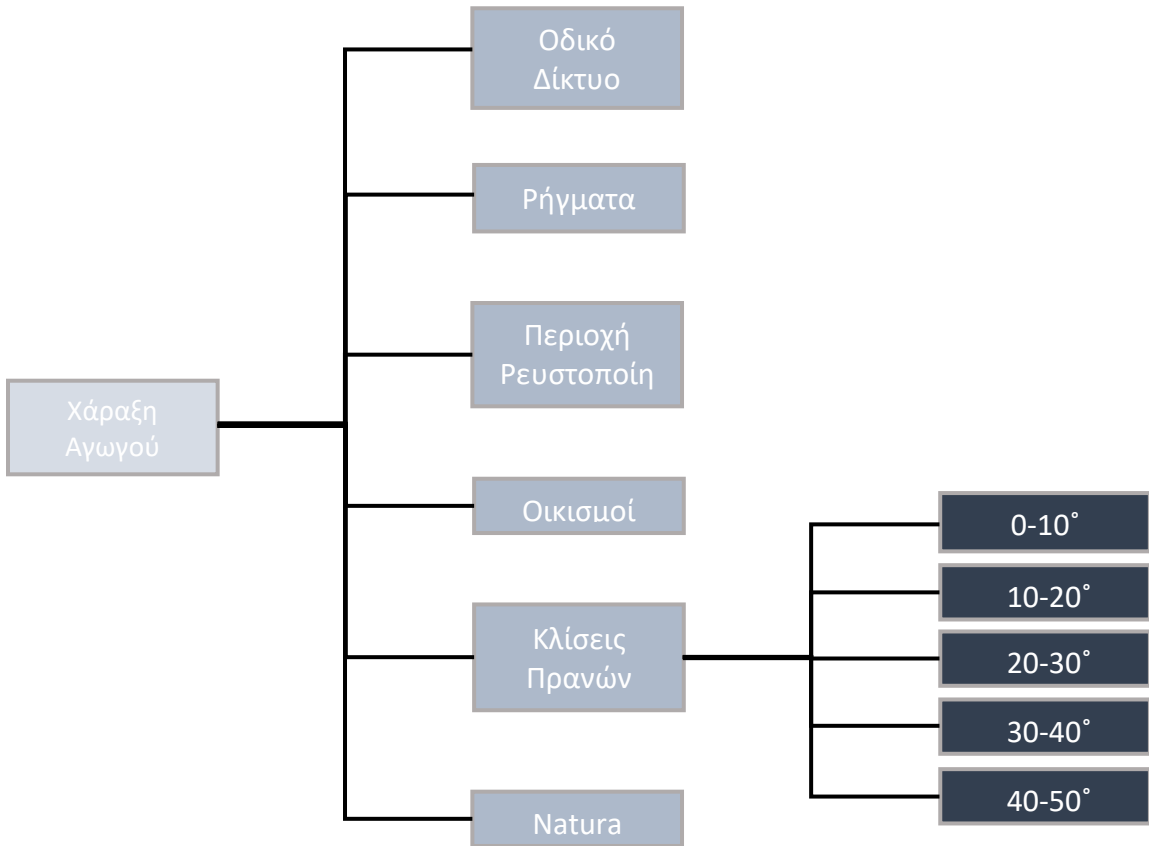 Οδικό
Δίκτυο
Ρήγματα
Περιοχή
Ρευστοποίη
Χάραξη
Αγωγού
Οικισμοί
Κλίσεις
Πρανών
Natura
0-10˚
10-20˚
20-30˚
30-40˚
40-50˚